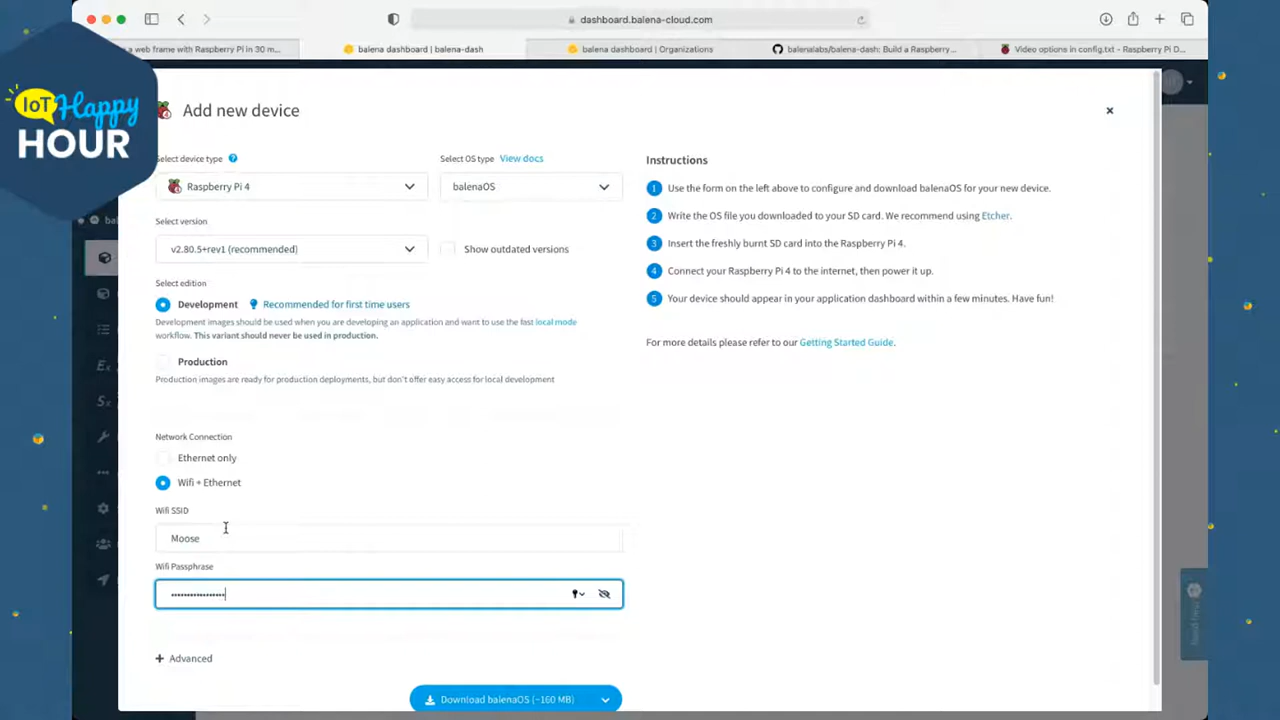 dashboard.balena-cloud.com
a web frame with Raspberry Pi in 30 m...
balena dashboard | balena-dash
balena dashboard | Organizations
balenalabs/balena-dash: Build a Raspberry...
Video options in config.txt - Raspberry Pi D...
IoT Happy
HOUR
Add new device
Select device type
Select OS type View docs
Raspberry Pi 4
balenaOS
Select version
v2.80.5+rev1 (recommended)
Show outdated versions
Select edition
Development
Recommended for first time users
Development images should be used when you are developing an application and want to use the fast local mode
workflow. This variant should never be used in production.
Production
Production images are ready for production deployments, but don't offer easy access for local development
Network Connection
Ethernet only
Wifi + Ethernet
Wifi SSID
Moose
Wifi Passphrase
+ Advanced
Download balenaOS (~160 MB)
Instructions
1 Use the form on the left above to configure and download balenaOS for your new device.
2 Write the OS file you downloaded to your SD card. We recommend using Etcher.
3 Insert the freshly burnt SD card into the Raspberry Pi 4.
4 Connect your Raspberry Pi 4 to the internet, then power it up.
5 Your device should appear in your application dashboard within a few minutes. Have fun!
For more details please refer to our Getting Started Guide.